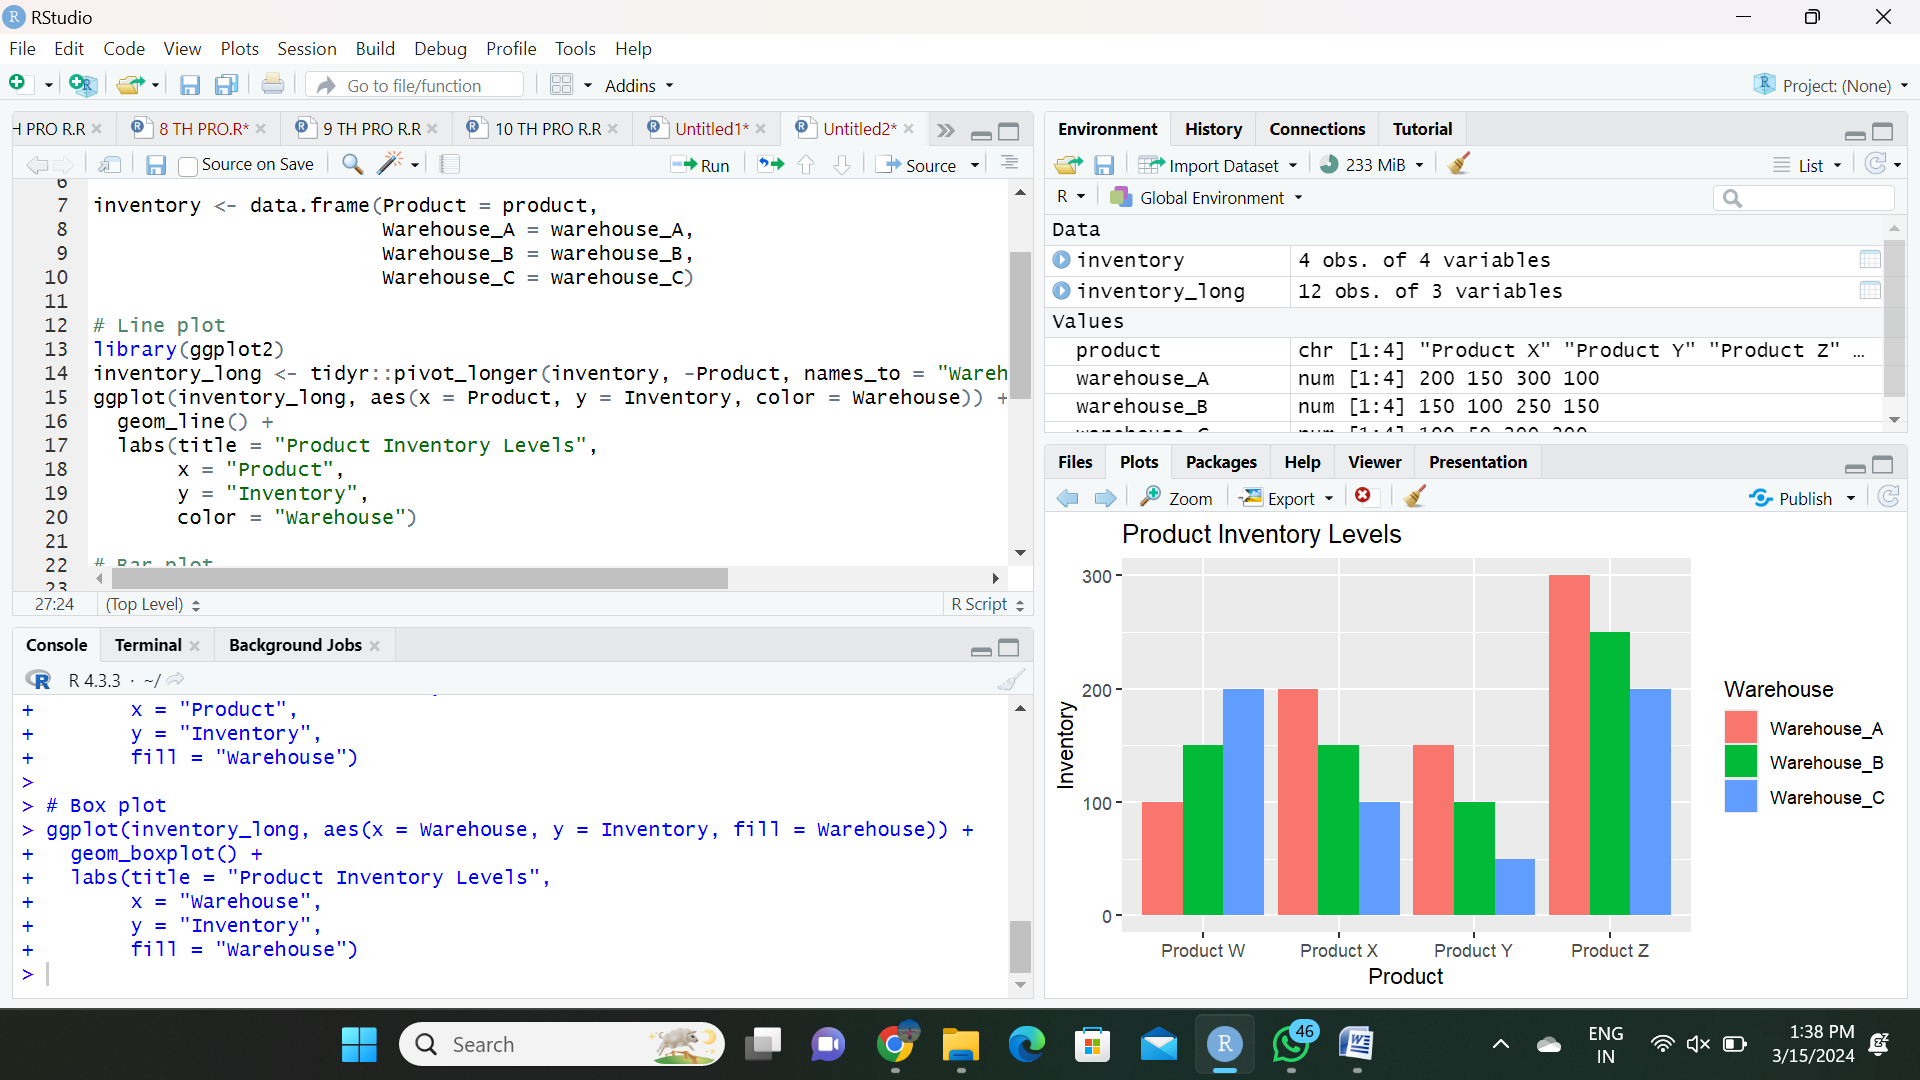 RStudio
File Edit Code View Plots Session Build Debug Profile Tools Help
Go to file/function Addins Project: (None)
H PRO R.R 8 TH PRO.R* 9 TH PRO R.R 10 TH PRO R.R Untitled1* Untitled2*
Source on Save Run Source
6
7 inventory <- data.frame(Product = product,
8 Warehouse_A = warehouse_A,
9 Warehouse_B = warehouse_B,
10 Warehouse_C = warehouse_C)
11
12 # Line plot
13 library(ggplot2)
14 inventory_long <- tidyr::pivot_longer(inventory, -Product, names_to = "Wareh
15 ggplot(inventory_long, aes(x = Product, y = Inventory, color = Warehouse)) +
16 geom_line() +
17 labs(title = "Product Inventory Levels",
18 x = "Product",
19 y = "Inventory",
20 color = "Warehouse")
21
22 # Bar plot
23
27:24 (Top Level) R Script
Console Terminal Background Jobs
R 4.3.3 · ~/
+ x = "Product",
+ y = "Inventory",
+ fill = "Warehouse")
>
> # Box plot
> ggplot(inventory_long, aes(x = Warehouse, y = Inventory, fill = Warehouse)) +
+ geom_boxplot() +
+ labs(title = "Product Inventory Levels",
+ x = "Warehouse",
+ y = "Inventory",
+ fill = "Warehouse")
>
Environment History Connections Tutorial
Import Dataset 233 MiB List
R Global Environment
Data
inventory 4 obs. of 4 variables
inventory_long 12 obs. of 3 variables
Values
product chr [1:4] "Product X" "Product Y" "Product Z" …
warehouse_A num [1:4] 200 150 300 100
warehouse_B num [1:4] 150 100 250 150
warehouse_C num [1:4] 100 50 200 200
Files Plots Packages Help Viewer Presentation
Zoom Export Publish
Product Inventory Levels
300
200
100
0
Inventory
Product W Product X Product Y Product Z
Product
Warehouse
Warehouse_A
Warehouse_B
Warehouse_C
Search
46
ENG
IN
1:38 PM
3/15/2024